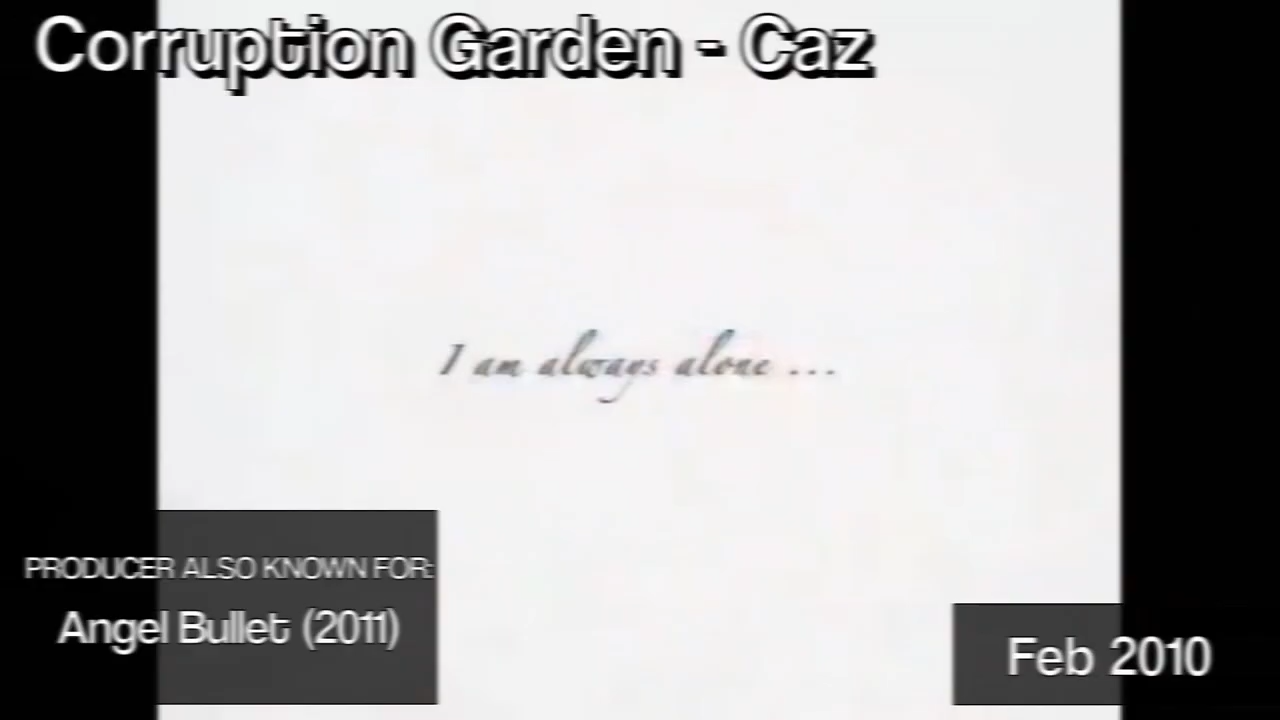 Corruption Garden - Caz
I am always alone ...
PRODUCER ALSO KNOWN FOR:
Angel Bullet (2011)
Feb 2010